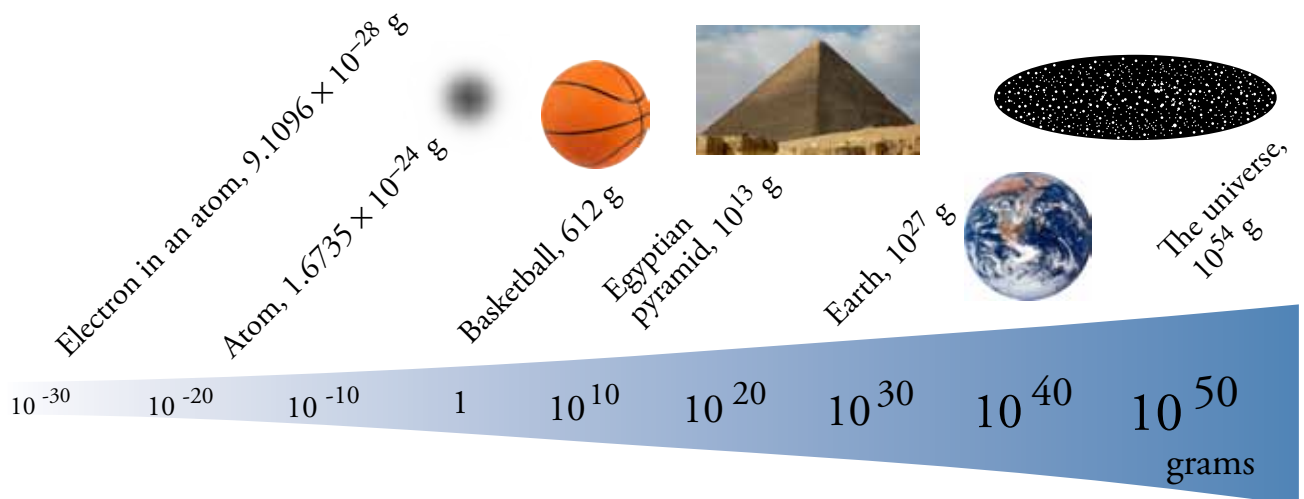 Electron in an atom, 9.1096 × 10⁻²⁸ g
Atom, 1.6735 × 10⁻²⁴ g
Basketball, 612 g
Egyptian
pyramid, 10¹³ g
Earth, 10²⁷ g
The universe,
10⁵⁴ g
10⁻³⁰ 10⁻²⁰ 10⁻¹⁰ 1 10¹⁰ 10²⁰ 10³⁰ 10⁴⁰ 10⁵⁰
grams